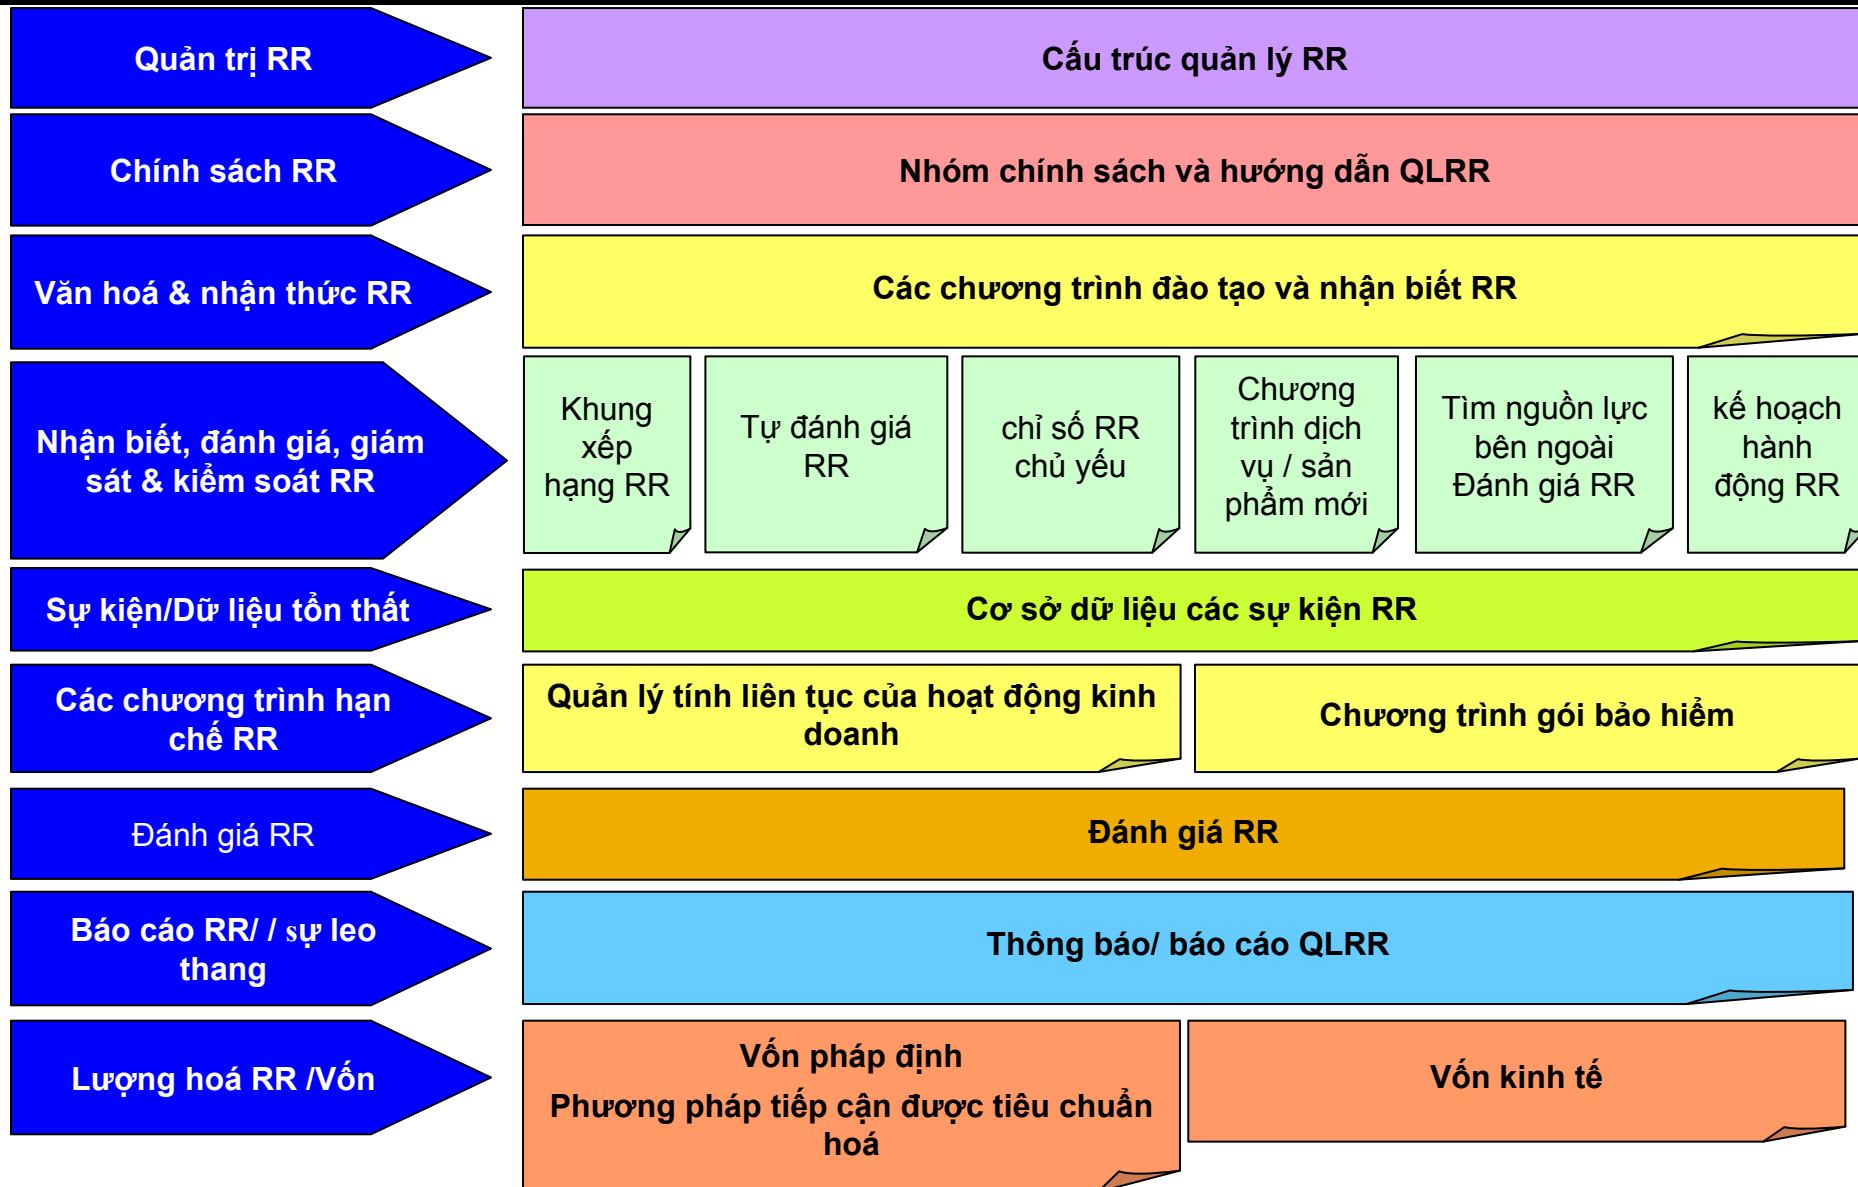 Quản trị RR
Cấu trúc quản lý RR
Chính sách RR
Nhóm chính sách và hướng dẫn QLRR
Văn hoá & nhận thức RR
Các chương trình đào tạo và nhận biết RR
Nhận biết, đánh giá, giám
sát & kiểm soát RR
Khung
xếp
hạng RR
Tự đánh giá
RR
chỉ số RR
chủ yếu
Chương
trình dịch
vụ / sản
phẩm mới
Tìm nguồn lực
bên ngoài
Đánh giá RR
kế hoạch
hành
động RR
Sự kiện/Dữ liệu tổn thất
Cơ sở dữ liệu các sự kiện RR
Các chương trình hạn
chế RR
Quản lý tính liên tục của hoạt động kinh
doanh
Chương trình gói bảo hiểm
Đánh giá RR
Đánh giá RR
Báo cáo RR/ / sự leo
thang
Thông báo/ báo cáo QLRR
Lượng hoá RR /Vốn
Vốn pháp định
Phương pháp tiếp cận được tiêu chuẩn
hoá
Vốn kinh tế